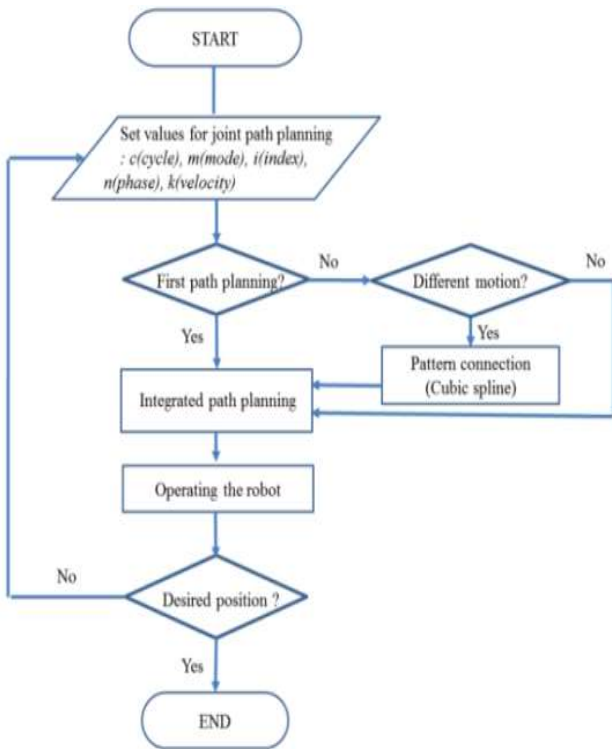 START
Set values for joint path planning
: c(cycle), m(mode), i(index),
n(phase), k(velocity)
First path planning?
No
Different motion?
No
Yes
Yes
Pattern connection
(Cubic spline)
Integrated path planning
Operating the robot
No
Desired position ?
Yes
END